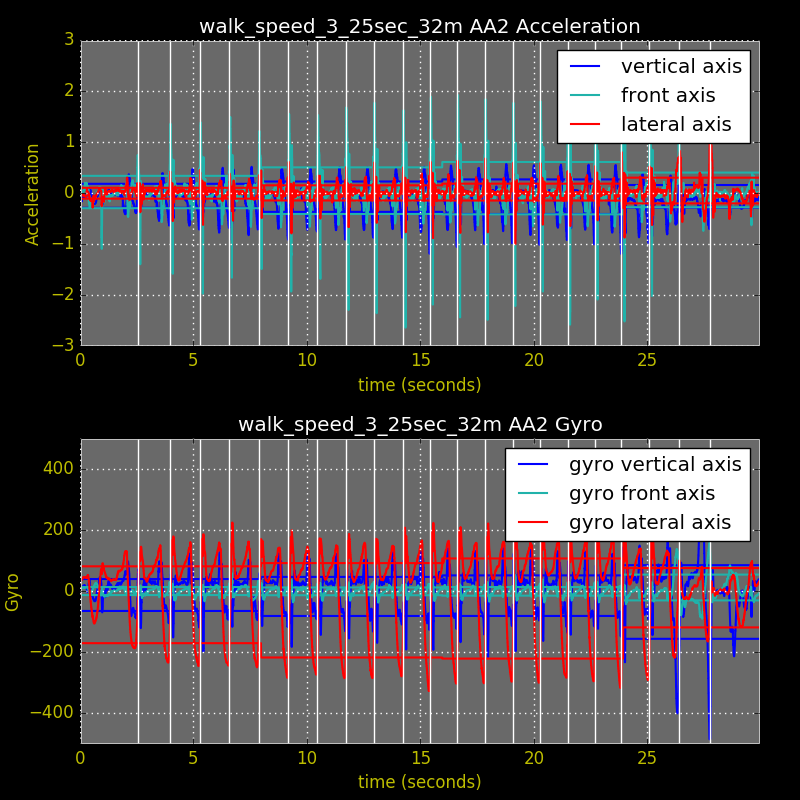 walk_speed_3_25sec_32m AA2 Acceleration
3
2
1
0
−1
−2
−3
Acceleration
vertical axis
front axis
lateral axis
0 5 10 15 20 25
time (seconds)
walk_speed_3_25sec_32m AA2 Gyro
400
200
0
−200
−400
Gyro
gyro vertical axis
gyro front axis
gyro lateral axis
0 5 10 15 20 25
time (seconds)